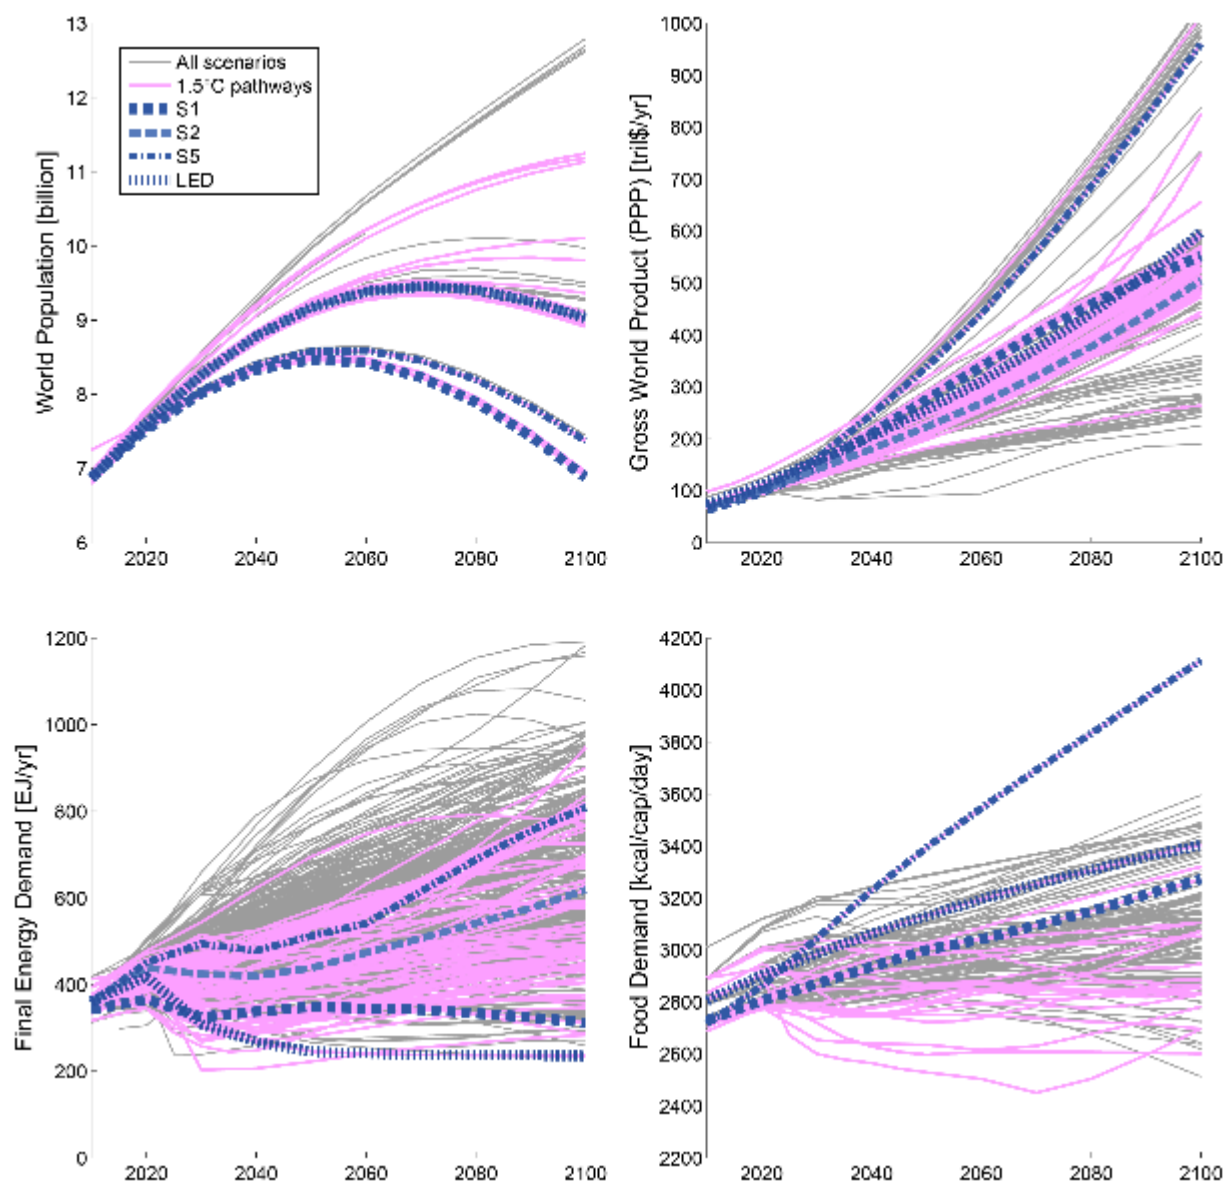 World Population [billion]
13
12
11
10
9
8
7
6
2020 2040 2060 2080 2100
All scenarios
1.5°C pathways
S1
S2
S5
LED
Gross World Product (PPP) [tril$/yr]
1000
900
800
700
600
500
400
300
200
100
0
2020 2040 2060 2080 2100
Final Energy Demand [EJ/yr]
1200
1000
800
600
400
200
0
2020 2040 2060 2080 2100
Food Demand [kcal/cap/day]
4200
4000
3800
3600
3400
3200
3000
2800
2600
2400
2200
2020 2040 2060 2080 2100